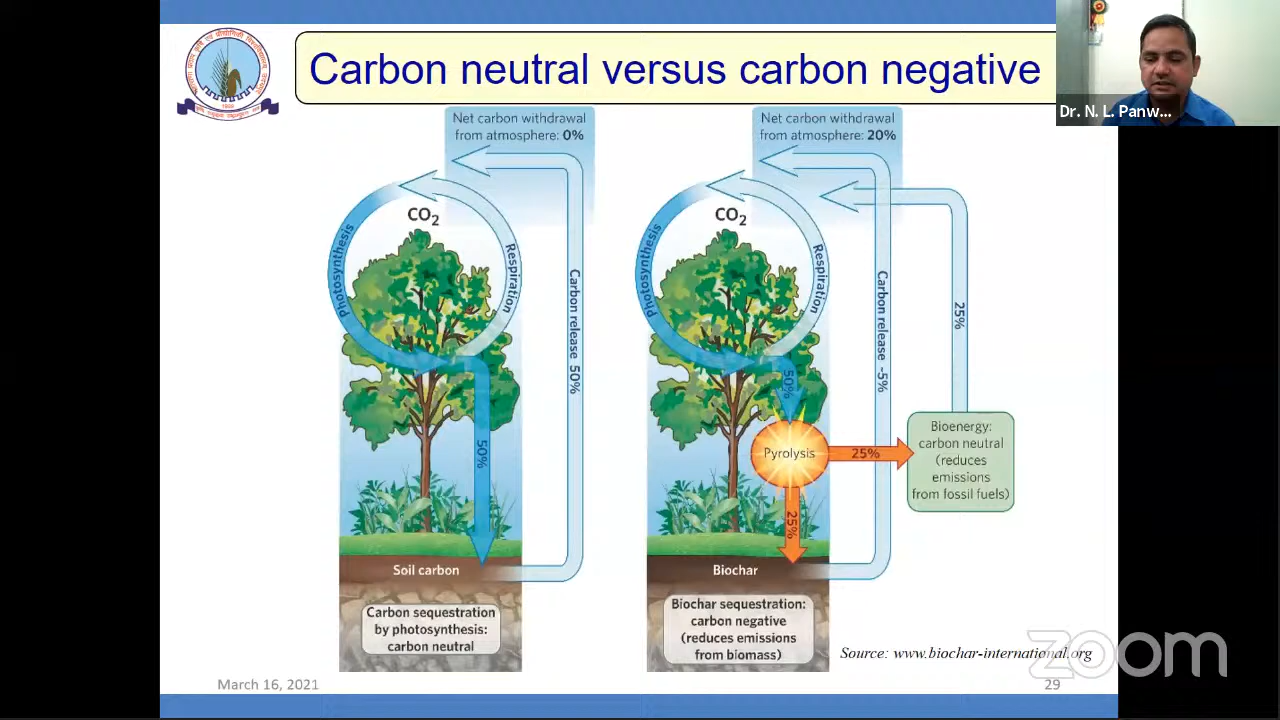 Carbon neutral versus carbon negative
Dr. N. L. Panw...
Net carbon withdrawal
from atmosphere: 0%
CO2
Photosynthesis
Respiration
Carbon release 50%
50%
Soil carbon
Carbon sequestration
by photosynthesis:
carbon neutral
Net carbon withdrawal
from atmosphere: 20%
CO2
Photosynthesis
Respiration
Carbon release -5%
25%
50%
Pyrolysis
25%
25%
Bioenergy:
carbon neutral
(reduces
emissions
from fossil fuels)
Biochar
Biochar sequestration:
carbon negative
(reduces emissions
from biomass)
Source: www.biochar-international.org
zoom
March 16, 2021
29